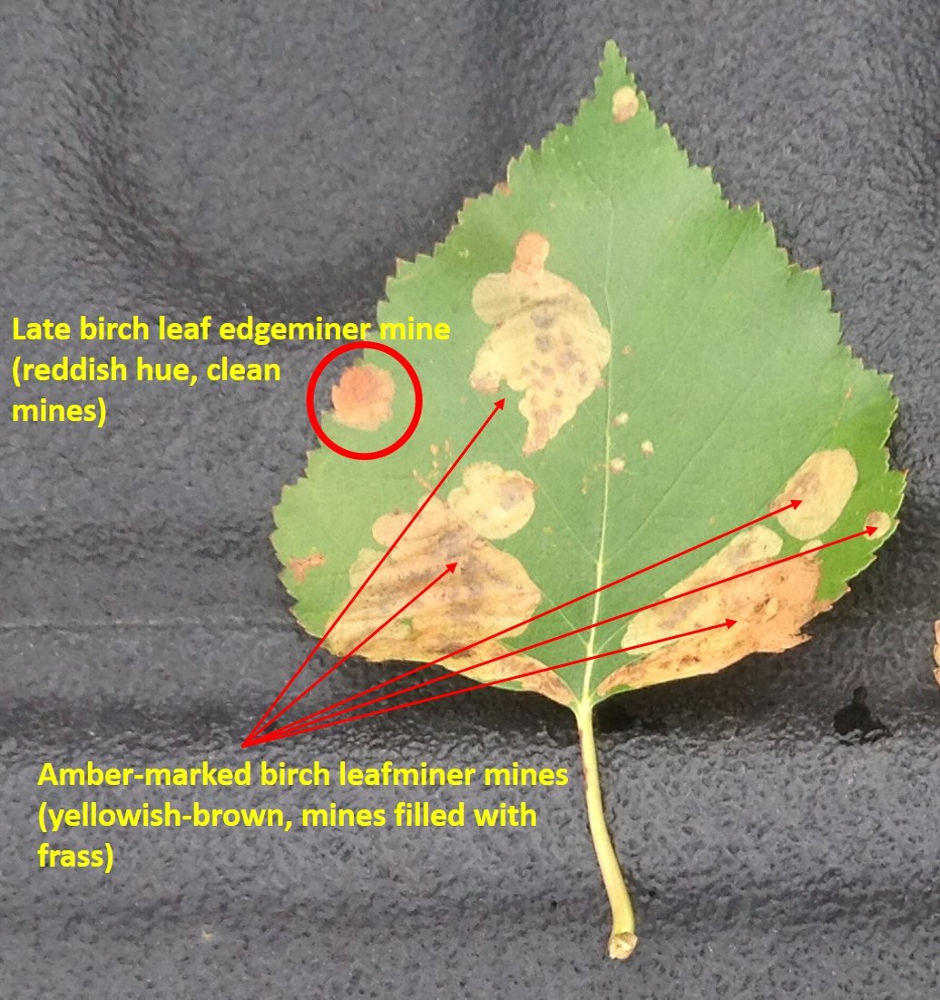 Late birch leaf edgeminer mine
(reddish hue, clean
mines)
Amber-marked birch leafminer mines
(yellowish-brown, mines filled with
frass)